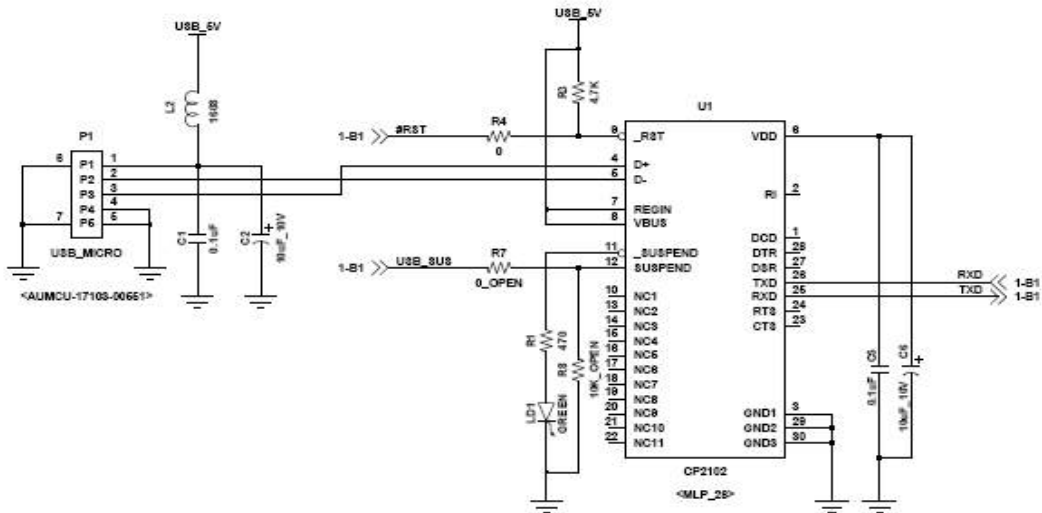 USB_5V
USB_5V
L2
1608
R3
4.7K
U1
P1
1-B1
#RST
R4
0
9
_RST
VDD
6
6
P1
1
4
D+
P2
2
5
D-
RI
2
P3
3
P4
4
7
REGIN
7
P5
5
8
VBUS
DCD
1
USB_MICRO
C1
0.1uF
C2
10uF_10V
11
_SUSPEND
DTR
28
1-B1
USB_SUS
R7
0_OPEN
12
SUSPEND
DSR
27
<AUMCU-17103-00551>
TXD
26
RXD
1-B1
10
NC1
RXD
25
TXD
1-B1
13
NC2
RTS
24
14
NC3
CTS
23
15
NC4
R1
470
16
NC5
R8
10K_OPEN
17
NC6
C5
0.1uF
C6
10uF_10V
18
NC7
19
NC8
LD1
GREEN
20
NC9
GND1
3
21
NC10
GND2
29
22
NC11
GND3
30
CP2102
<MLP_28>